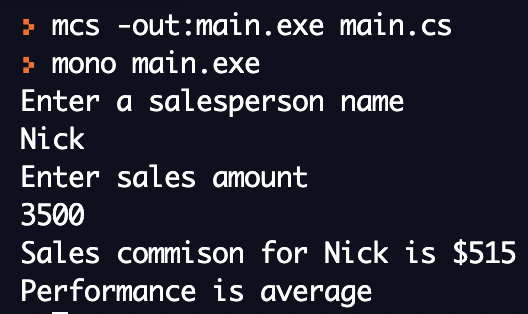 > mcs -out:main.exe main.cs
> mono main.exe
Enter a salesperson name
Nick
Enter sales amount
3500
Sales commison for Nick is $515
Performance is average